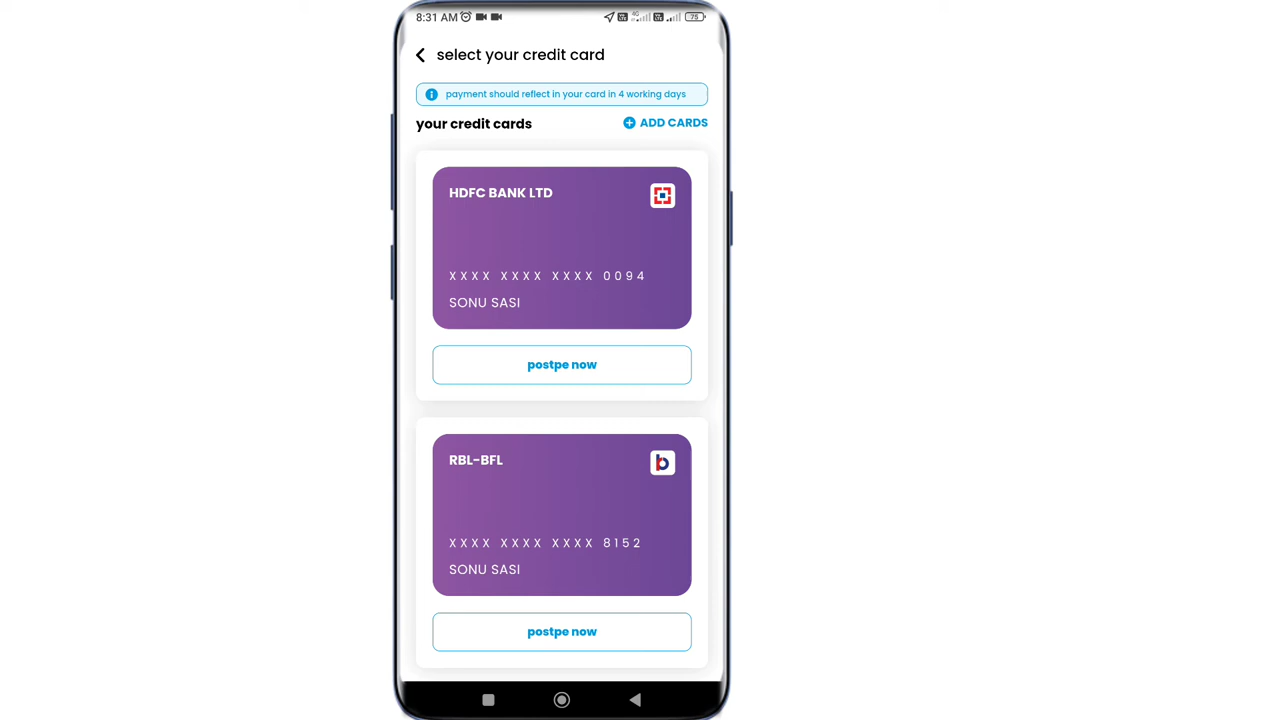 8:31 AM
4G
75
select your credit card
payment should reflect in your card in 4 working days
your credit cards
ADD CARDS
HDFC BANK LTD
XXXX XXXX XXXX 0094
SONU SASI
postpe now
RBL-BFL
XXXX XXXX XXXX 8152
SONU SASI
postpe now